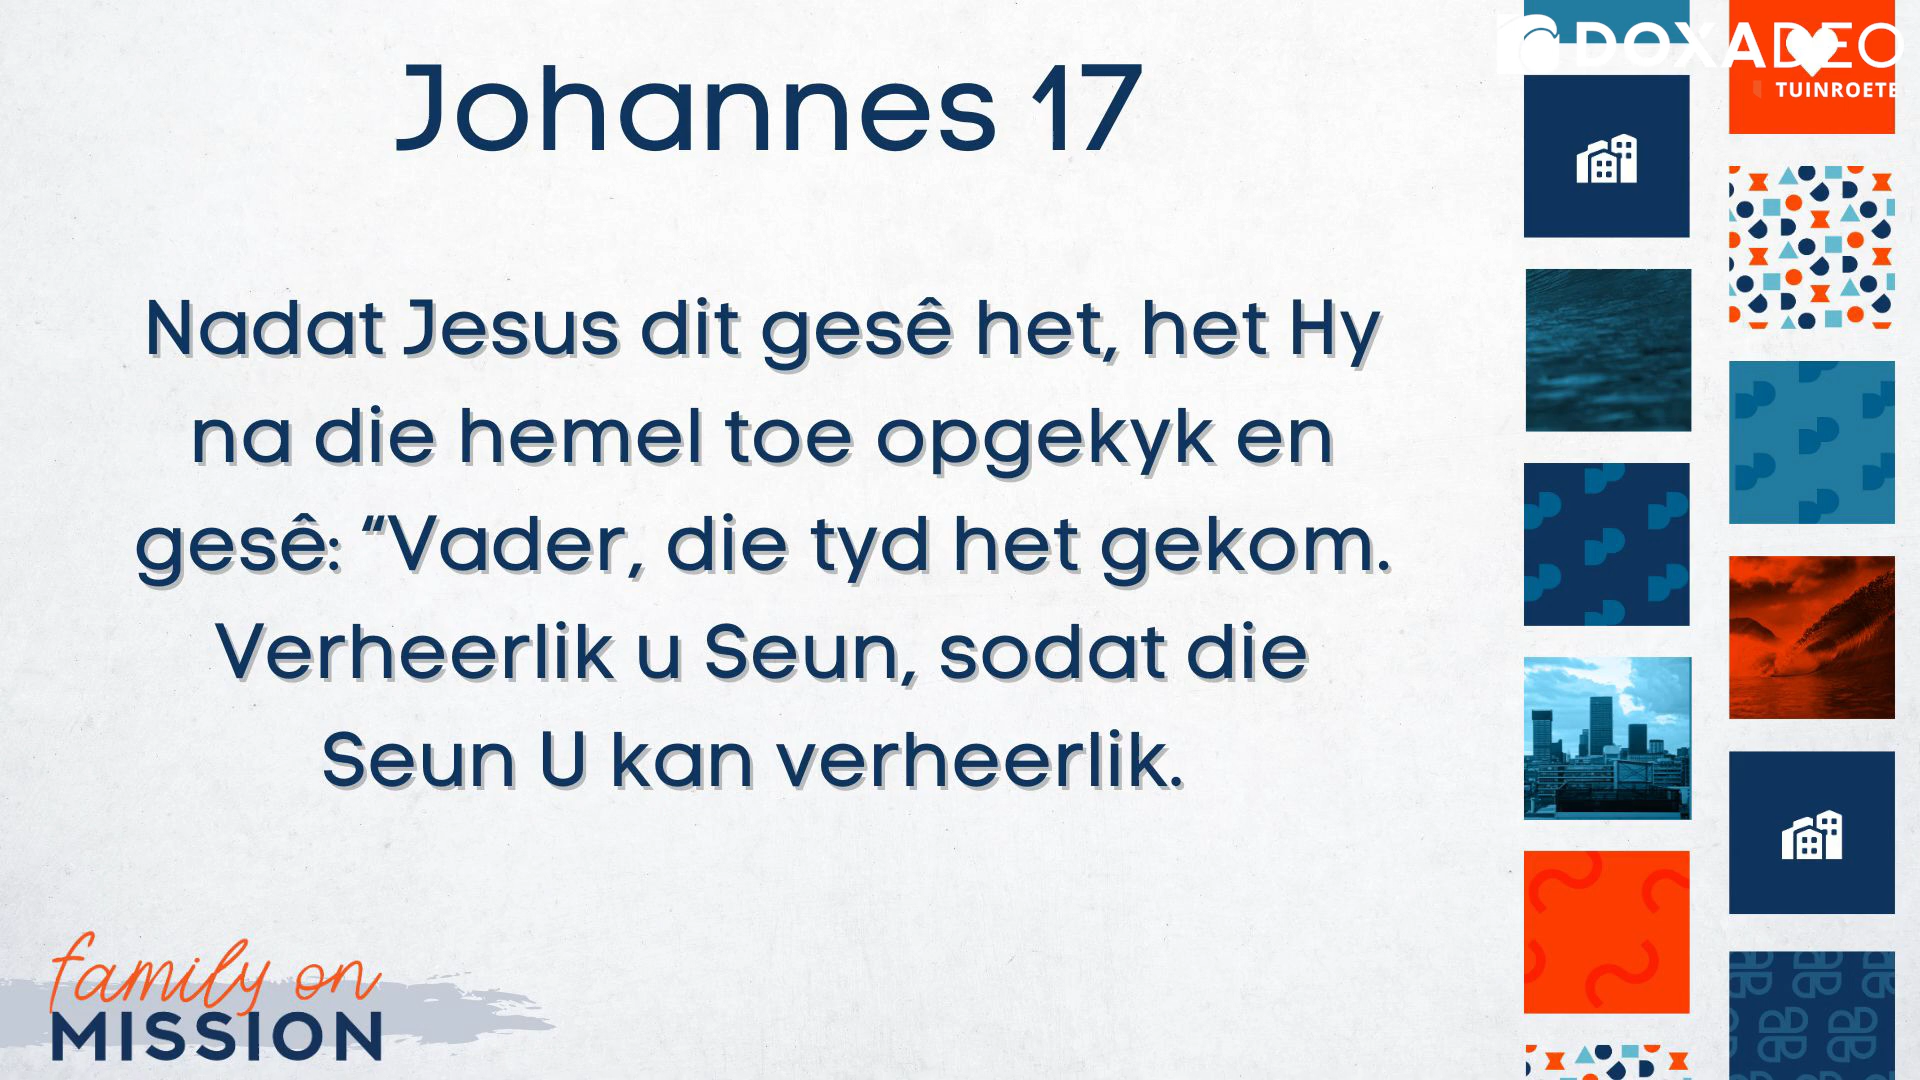 DOXADEO
TUINROETE
Johannes 17
Nadat Jesus dit gesê het, het Hy
na die hemel toe opgekyk en
gesê: “Vader, die tyd het gekom.
Verheerlik u Seun, sodat die
Seun U kan verheerlik.
family on
MISSION